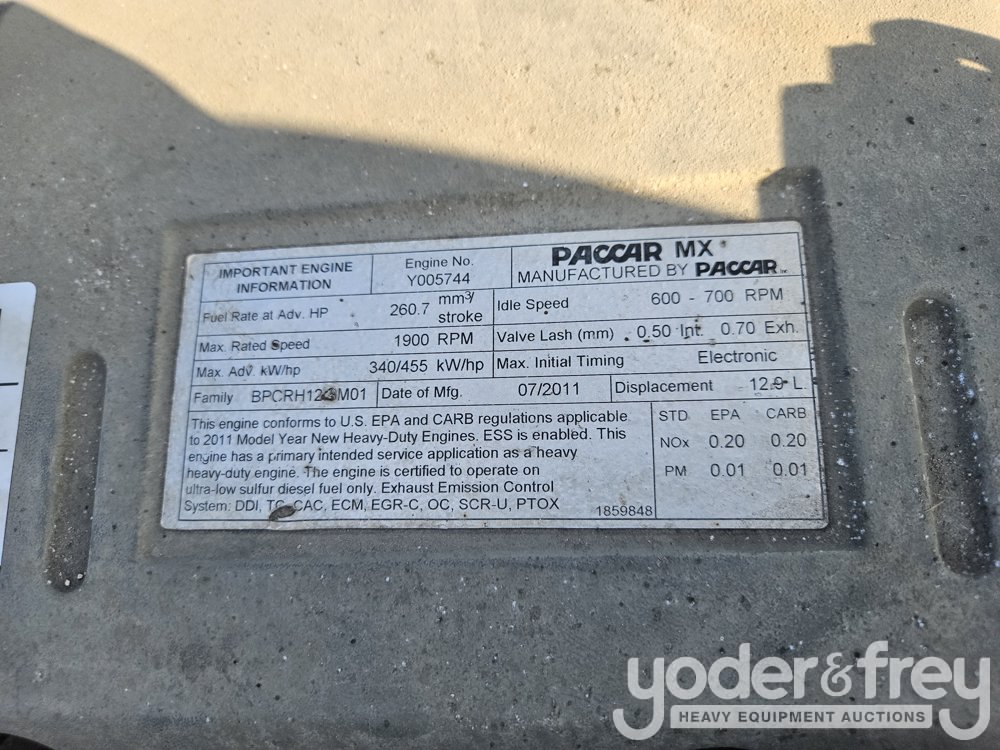 IMPORTANT ENGINE
INFORMATION
Engine No.
Y005744
PACCAR MX
MANUFACTURED BY PACCAR
Fuel Rate at Adv. HP 260.7 mm3/
stroke
Idle Speed 600 - 700 RPM
Max. Rated Speed 1900 RPM
Valve Lash (mm) 0.50 Int. 0.70 Exh.
Max. Adv. kW/hp 340/455 kW/hp
Max. Initial Timing Electronic
Family
Date of Mfg. 07/2011
Displacement 12.9 L
This engine conforms to U.S. EPA and CARB regulations applicable
to 2011 Model Year New Heavy-Duty Engines. ESS is enabled. This
engine has a primary intended service application as a heavy
heavy-duty engine. The engine is certified to operate on
ultra-low sulfur diesel fuel only. Exhaust Emission Control
System: DDI, TC, CAC, ECM, EGR-C, OC, SCR-U, PTOX
1859848
STD EPA CARB
NOx 0.20 0.20
PM 0.01 0.01
yoder&frey
HEAVY EQUIPMENT AUCTIONS